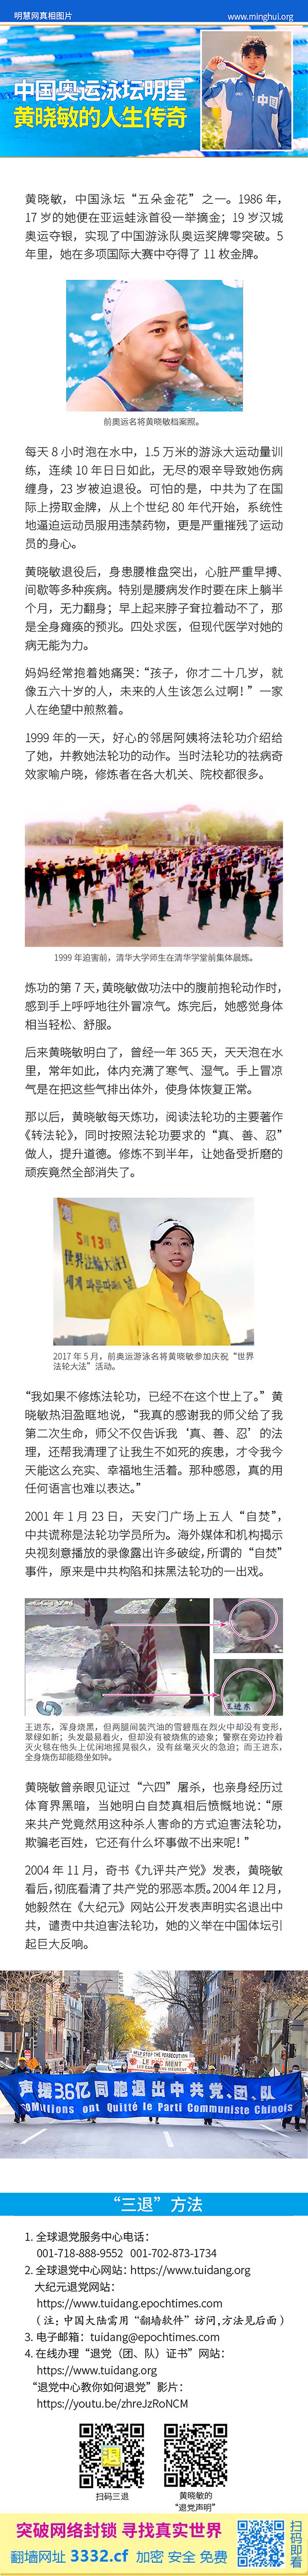 明慧网真相图片
www.minghui.org
中国奥运泳坛明星
黄晓敏的人生传奇
中国
黄晓敏，中国泳坛“五朵金花”之一。1986 年，
17 岁的她便在亚运蛙泳首役一举摘金；19 岁汉城
奥运夺银，实现了中国游泳队奥运奖牌零突破。5
年里，她在多项国际大赛中夺得了 11 枚金牌。
前奥运名将黄晓敏档案照。
每天 8 小时泡在水中，1.5 万米的游泳大运动量训
练，连续 10 年日日如此，无尽的艰辛导致她伤病
缠身，23 岁被迫退役。可怕的是，中共为了在国
际上捞取金牌，从上个世纪 80 年代开始，系统性
地逼迫运动员服用违禁药物，更是严重摧残了运动
员的身心。
黄晓敏退役后，身患腰椎盘突出，心脏严重早搏、
间歇等多种疾病。特别是腰病发作时要在床上躺半
个月，无力翻身；早上起来脖子耷拉着动不了，那
是全身瘫痪的预兆。四处求医，但现代医学对她的
病无能为力。
妈妈经常抱着她痛哭：“孩子，你才二十几岁，就
像五六十岁的人，未来的人生该怎么过啊！”一家
人在绝望中煎熬着。
1999 年的一天，好心的邻居阿姨将法轮功介绍给
了她，并教她法轮功的动作。当时法轮功的祛病奇
效家喻户晓，修炼者在各大机关、院校都很多。
1999 年迫害前，清华大学师生在清华学堂前集体晨炼。
炼功的第 7 天，黄晓敏做功法中的腹前抱轮动作时，
感到手上呼呼地往外冒凉气。炼完后，她感觉身体
相当轻松、舒服。
后来黄晓敏明白了，曾经一年 365 天，天天泡在水
里，常年如此，体内充满了寒气、湿气。手上冒凉
气是在把这些气排出体外，使身体恢复正常。
那以后，黄晓敏每天炼功，阅读法轮功的主要著作
《转法轮》，同时按照法轮功要求的“真、善、忍”
做人，提升道德。修炼不到半年，让她备受折磨的
顽疾竟然全部消失了。
5月13日
世界法轮大法日
2017 年 5 月，前奥运游泳名将黄晓敏参加庆祝“世界
法轮大法”活动。
“我如果不修炼法轮功，已经不在这个世上了。”黄
晓敏热泪盈眶地说，“我真的感谢我的师父给了我
第二次生命，师父不仅告诉我‘真、善、忍’的法
理，还帮我清理了让我生不如死的疾患，才令我今
天能这么充实、幸福地生活着。那种感恩，真的用
任何语言也难以表达。”
2001 年 1 月 23 日，天安门广场上五人“自焚”，
中共谎称是法轮功学员所为。海外媒体和机构揭示
央视刻意播放的录像露出许多破绽，所谓的“自焚”
事件，原来是中共构陷和抹黑法轮功的一出戏。
王进东
王进东，浑身烧黑，但两腿间装汽油的雪碧瓶在烈火中却没有变形，
翠绿如新；头发最易着火，但却没有被烧焦的迹象；警察在旁边拎着
灭火毯在他头上优闲地摇晃很久，没有丝毫灭火的急迫；而王进东，
全身烧伤却能稳坐如钟。
黄晓敏曾亲眼见证过“六四”屠杀，也亲身经历过
体育界黑暗，当她明白自焚真相后愤慨地说：“原
来共产党竟然用这种杀人害命的方式迫害法轮功，
欺骗老百姓，它还有什么坏事做不出来呢！”
2004 年 11 月，奇书《九评共产党》发表，黄晓敏
看后，彻底看清了共产党的邪恶本质。2004 年 12 月，
她毅然在《大纪元》网站公开发表声明实名退出中
共，谴责中共迫害法轮功，她的义举在中国体坛引
起巨大反响。
声援3.6亿同胞退出中共党、团、队
Millions ont Quitté le Parti Communiste Chinois
“三退”方法
1. 全球退党服务中心电话：
001-718-888-9552 001-702-873-1734
2. 全球退党中心网站：https://www.tuidang.org
大纪元退党网站：
https://www.tuidang.epochtimes.com
（注：中国大陆需用“翻墙软件”访问，方法见后面）
3. 电子邮箱：tuidang@epochtimes.com
4. 在线办理“退党（团、队）证书”网站：
https://www.tuidang.org
“退党中心教你如何退党”影片：
https://youtu.be/zhreJzRoNCM
扫码三退
黄晓敏的
“退党声明”
突破网络封锁 寻找真实世界
翻墙网址 3332.cf 加密 安全 免费
扫码即看